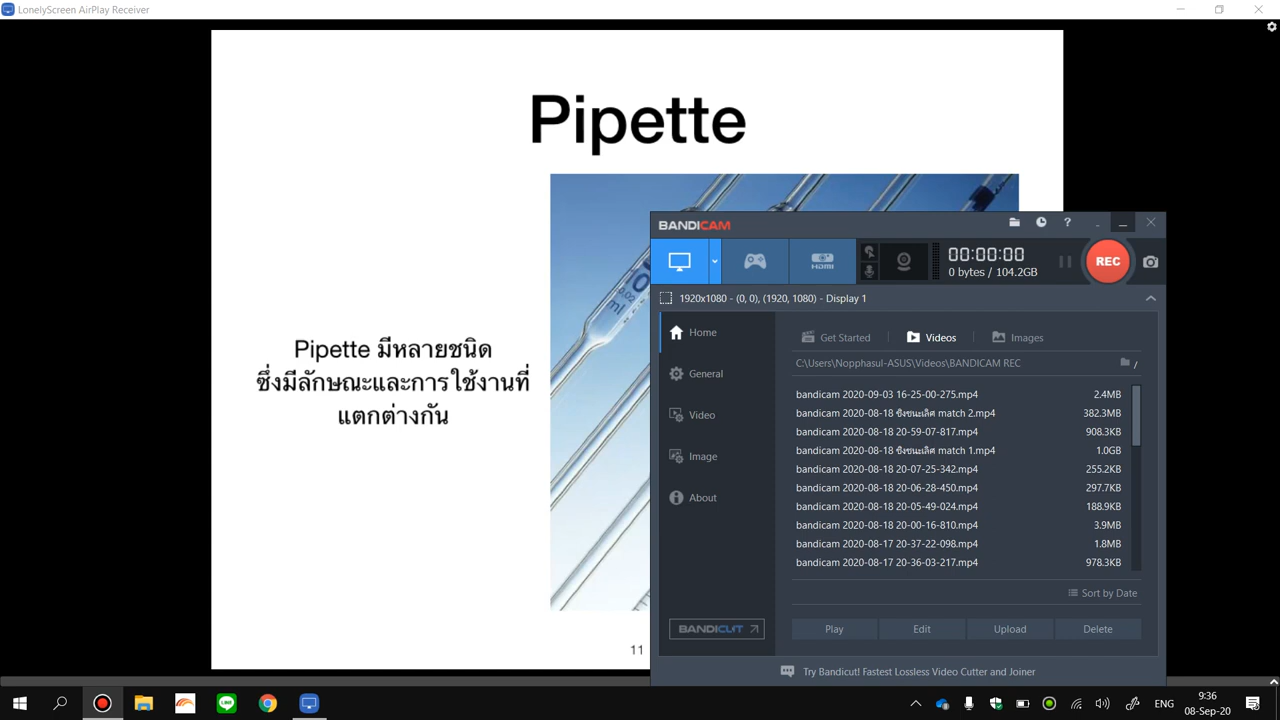 LonelyScreen AirPlay Receiver
Pipette
Pipette มีหลายชนิด
ซึ่งมีลักษณะและการใช้งานที่
แตกต่างกัน
ml
11
BANDICAM
HDMI
00:00:00
0 bytes / 104.2GB
REC
1920x1080 - (0, 0), (1920, 1080) - Display 1
Home
General
Video
Image
About
BANDICUT
Get Started
Videos
Images
C:\Users\Nopphasul-ASUS\Videos\BANDICAM REC
/
bandicam 2020-09-03 16-25-00-275.mp4 2.4MB
bandicam 2020-08-18 ชิงชนะเลิศ match 2.mp4 382.3MB
bandicam 2020-08-18 20-59-07-817.mp4 908.3KB
bandicam 2020-08-18 ชิงชนะเลิศ match 1.mp4 1.0GB
bandicam 2020-08-18 20-07-25-342.mp4 255.2KB
bandicam 2020-08-18 20-06-28-450.mp4 297.7KB
bandicam 2020-08-18 20-05-49-024.mp4 188.9KB
bandicam 2020-08-18 20-00-16-810.mp4 3.9MB
bandicam 2020-08-17 20-37-22-098.mp4 1.8MB
bandicam 2020-08-17 20-36-03-217.mp4 978.3KB
Sort by Date
Play Edit Upload Delete
Try Bandicut! Fastest Lossless Video Cutter and Joiner
LINE
ENG
9:36
08-Sep-20